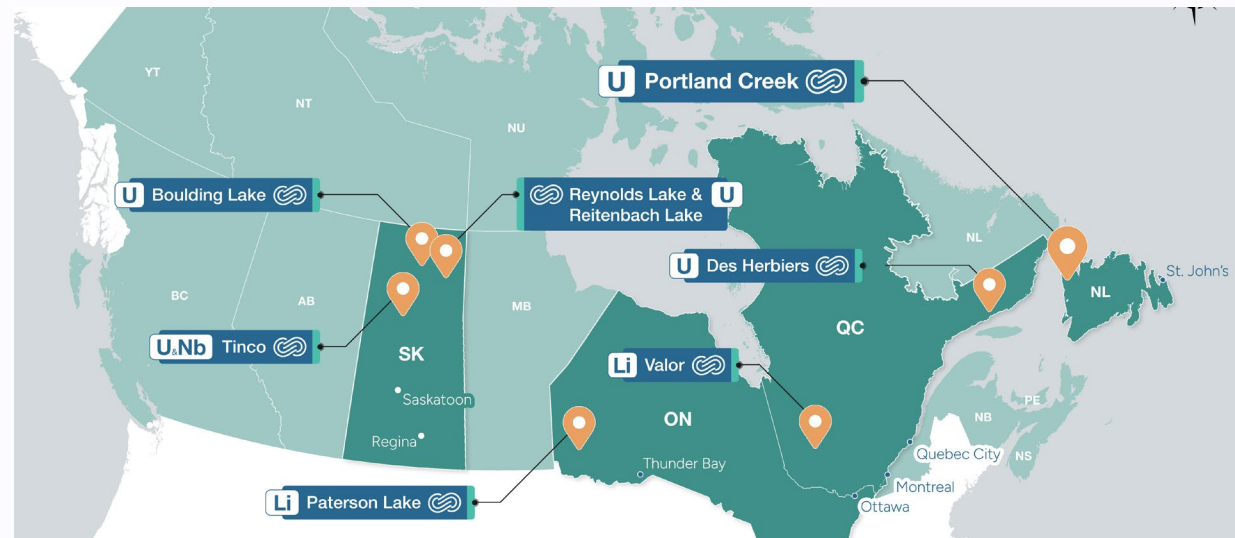 YT
NT
NU
U Portland Creek
U Boulding Lake
Reynolds Lake & U
Reitenbach Lake
NL
U Des Herbiers
St. John's
BC
AB
MB
NL
QC
U&Nb Tinco
SK
Li Valor
Saskatoon
ON
PE
NB
Regina
Quebec City
NS
Thunder Bay
Montreal
Li Paterson Lake
Ottawa